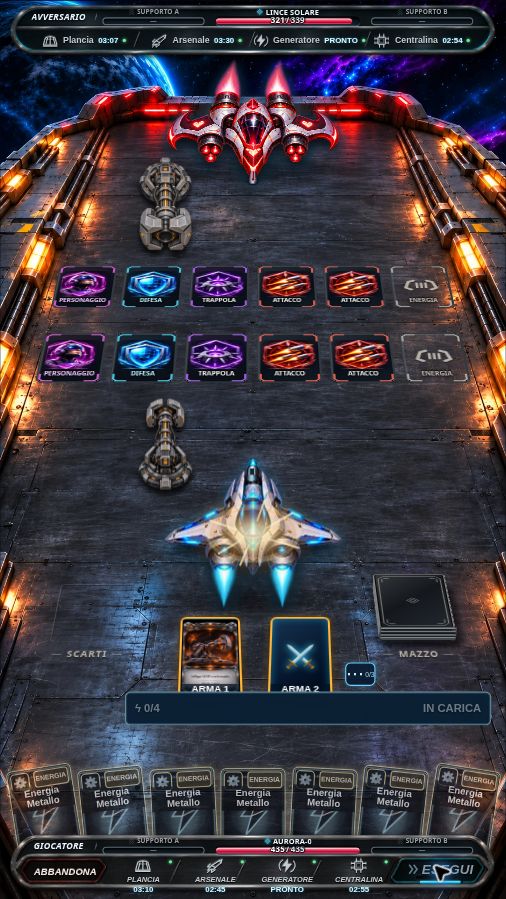 AVVERSARIO
SUPPORTO A
LINCE SOLARE
SUPPORTO B
321/339
Plancia 03:07
Arsenale 03:30
Generatore PRONTO
Centralina 02:54
PERSONAGGIO
DIFESA
TRAPPOLA
ATTACCO
ATTACCO
ENERGIA
PERSONAGGIO
DIFESA
TRAPPOLA
ATTACCO
ATTACCO
ENERGIA
SCARTI
MAZZO
ARMA 1
ARMA 2
0/3
0/4
IN CARICA
ENERGIA
Energia
Metallo
ENERGIA
Energia
Metallo
ENERGIA
Energia
Metallo
ENERGIA
Energia
Metallo
ENERGIA
Energia
Metallo
ENERGIA
Energia
Metallo
ENERGIA
Energia
Metallo
GIOCATORE
SUPPORTO A
AURORA-0
SUPPORTO B
435/435
ABBANDONA
PLANCIA
ARSENALE
GENERATORE
CENTRALINA
ESEGUI
03:10
02:45
PRONTO
02:55